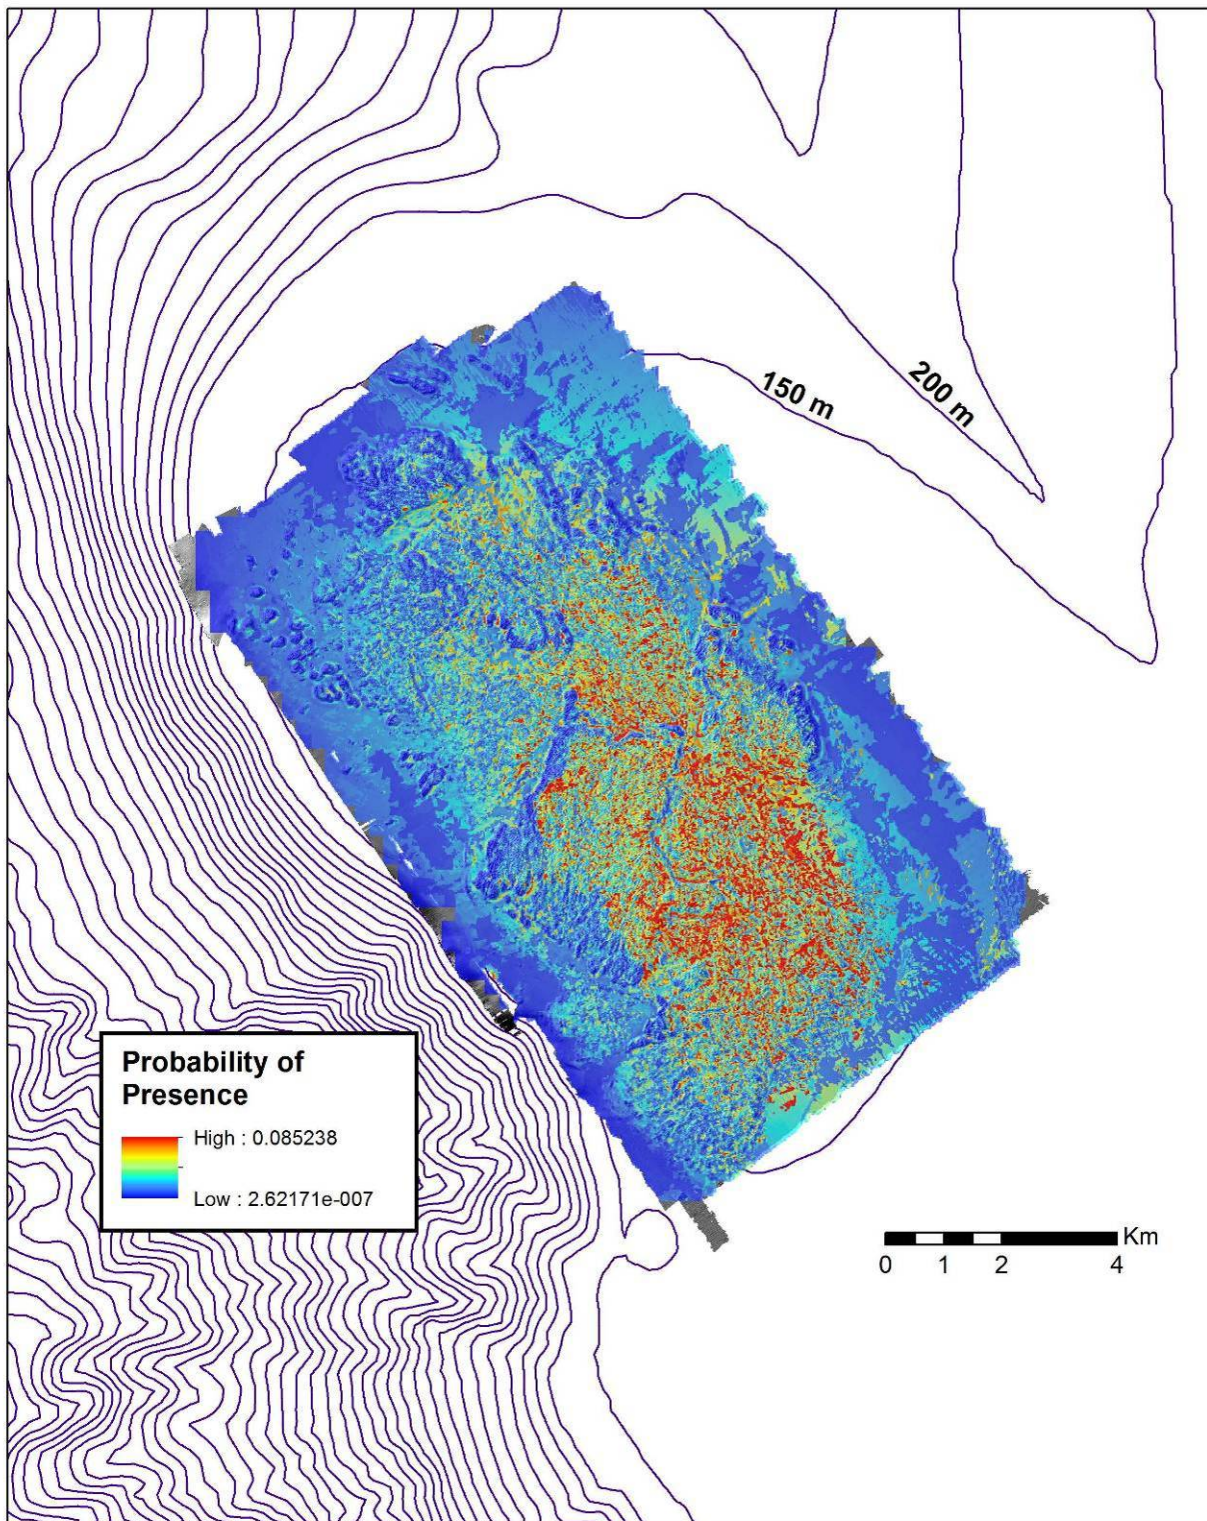 150 m
200 m
Probability of
Presence
High : 0.085238
Low : 2.62171e-007
Km
0 1 2 4